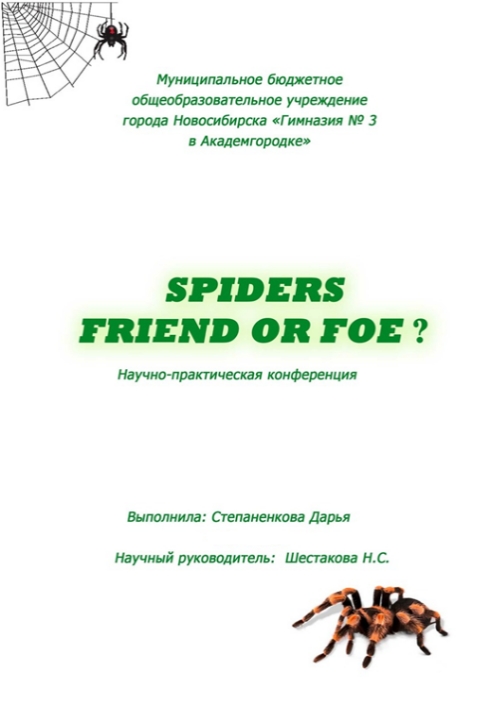 Муниципальное бюджетное
общеобразовательное учреждение
города Новосибирска «Гимназия № 3
в Академгородке»
SPIDERS
FRIEND OR FOE ?
Научно-практическая конференция
Выполнила: Степаненкова Дарья
Научный руководитель: Шестакова Н.С.